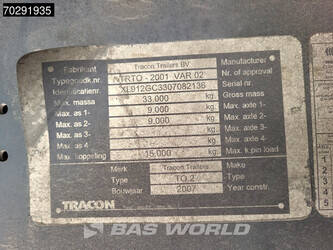 70291935
Fabrikant Tracon Trailers BV Manufacturer
Typegoedk.nr. TRTO - 2001 VAR 02 Nr. of approval
Identificatienr. XL912GC3307082136 Serial nr.
Max. massa 33.000 kg. Gross mass
Max. as 1- 9.000 kg. Max. axle 1-
Max. as 2- 9.000 kg. Max. axle 2-
Max. as 3- kg. Max. axle 3-
Max. as 4- kg. Max. axle 4-
Max. koppeling 15.000 kg. Max. k.pin load
Merk Tracon Trailers Make
Type TO.2 Type
Bouwjaar 2007 Year constr.
TRACON
BAS WORLD